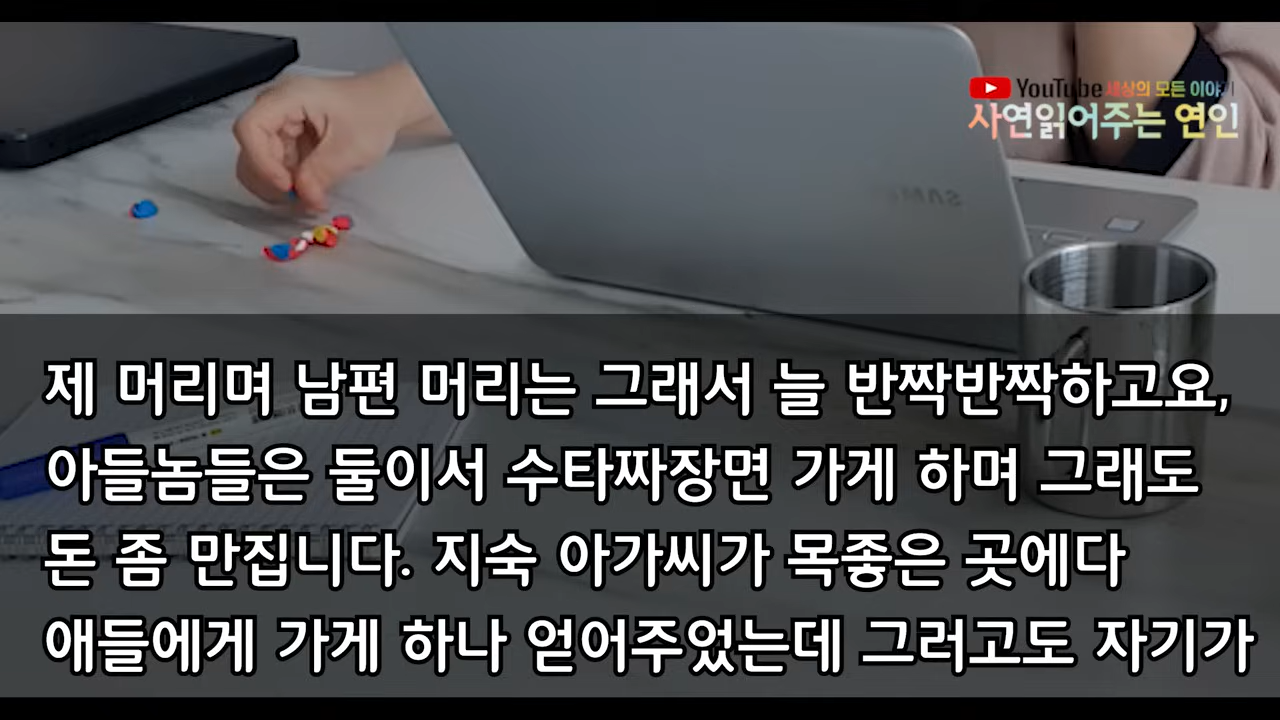 YouTube 세상의 모든 이야기
사연읽어주는 연인
SAMS
제 머리며 남편 머리는 그래서 늘 반짝반짝하고요,
아들놈들은 둘이서 수타짜장면 가게 하며 그래도
돈 좀 만집니다. 지숙 아가씨가 목좋은 곳에다
애들에게 가게 하나 얻어주었는데 그러고도 자기가